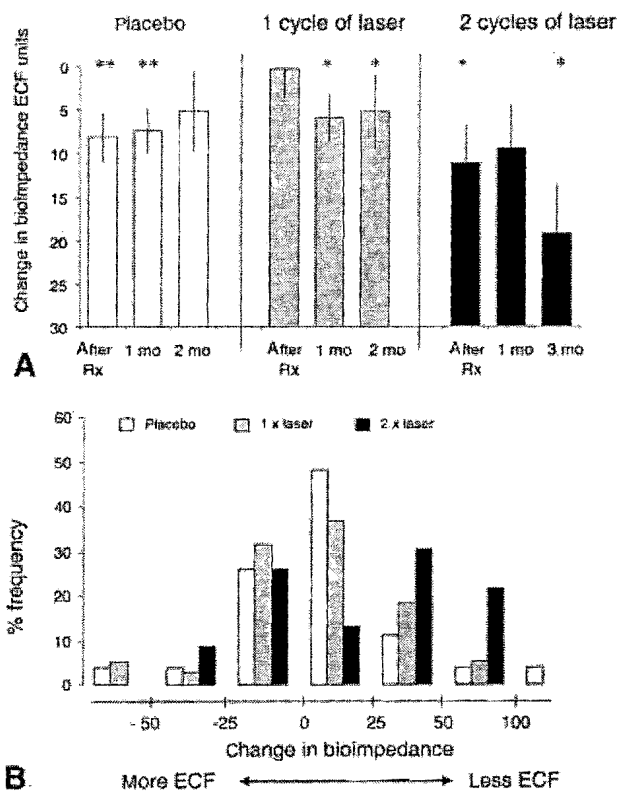 Placebo 1 cycle of laser 2 cycles of laser
Change in bioimpedance ECF units
0
5
10
15
20
25
30
** ** * * * *
After Rx 1 mo 2 mo After Rx 1 mo 2 mo After Rx 1 mo 3 mo
A
60
50
40
30
20
10
0
% frequency
Placebo 1 x laser 2 x laser
- 50 -25 0 25 50 100
Change in bioimpedance
B More ECF Less ECF